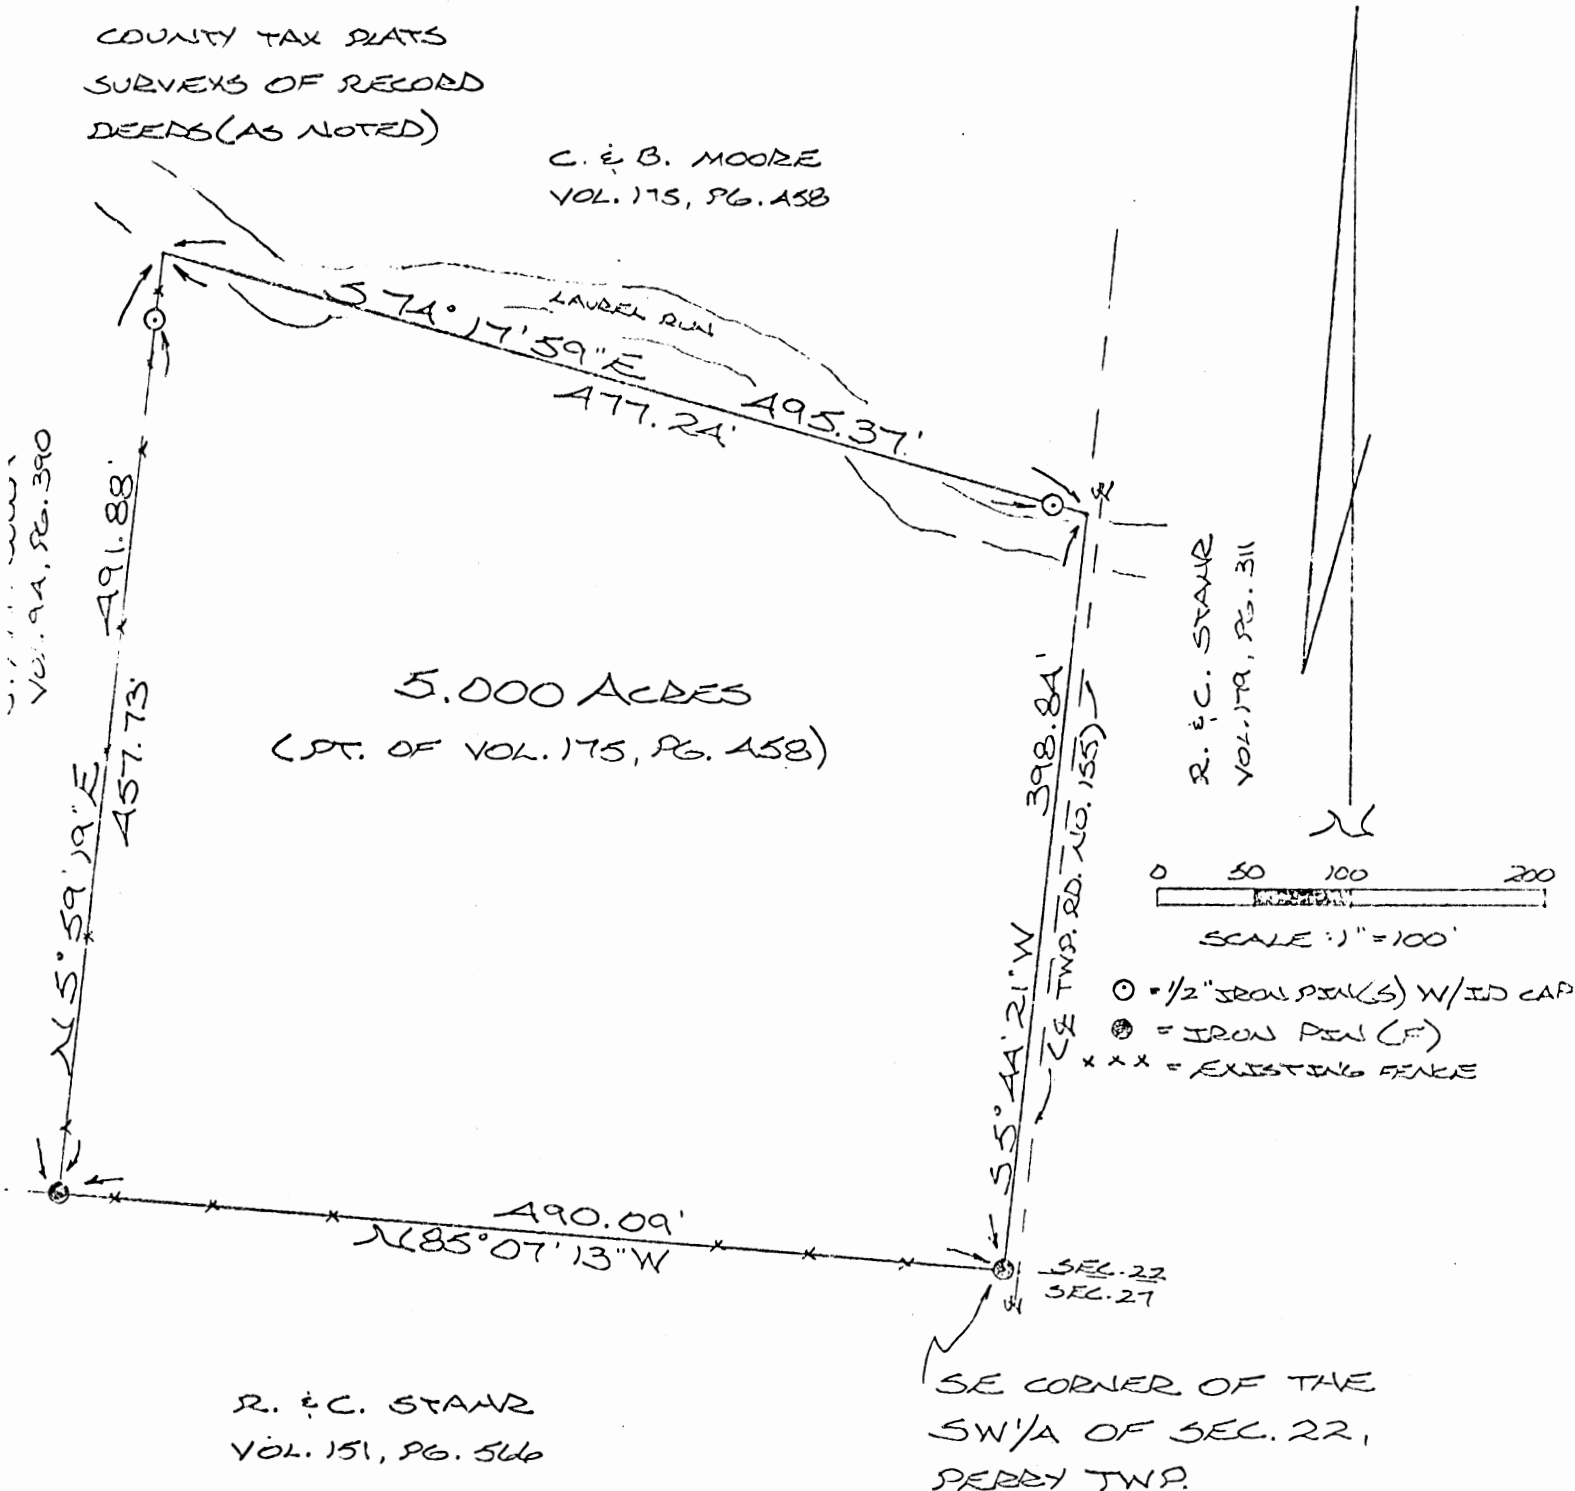 COUNTY TAX PLATS
SURVEYS OF RECORD
DEEDS (AS NOTED)
C. & B. MOORE
VOL. 175, PG. 458
LAUREL RUN
S 74° 17' 59" E
495.37'
477.24'
VOL. 94, PG. 390
491.88'
457.73'
N 5° 59' 19" E
5.000 ACRES
(PT. OF VOL. 175, PG. 458)
398.84'
S 5° 44' 21" W
(℄ TWP. RD. NO. 155)
℄
R. & C. STARR
VOL. 179, PG. 311
N
0 50 100 200
SCALE: 1" = 100'
= 1/2" IRON PIN(S) W/ID CAP
= IRON PIN (F)
x x x = EXISTING FENCE
490.09'
N 85° 07' 13" W
SEC. 22
SEC. 27
R. & C. STARR
VOL. 151, PG. 566
SE CORNER OF THE
SW 1/4 OF SEC. 22,
PERRY TWP.